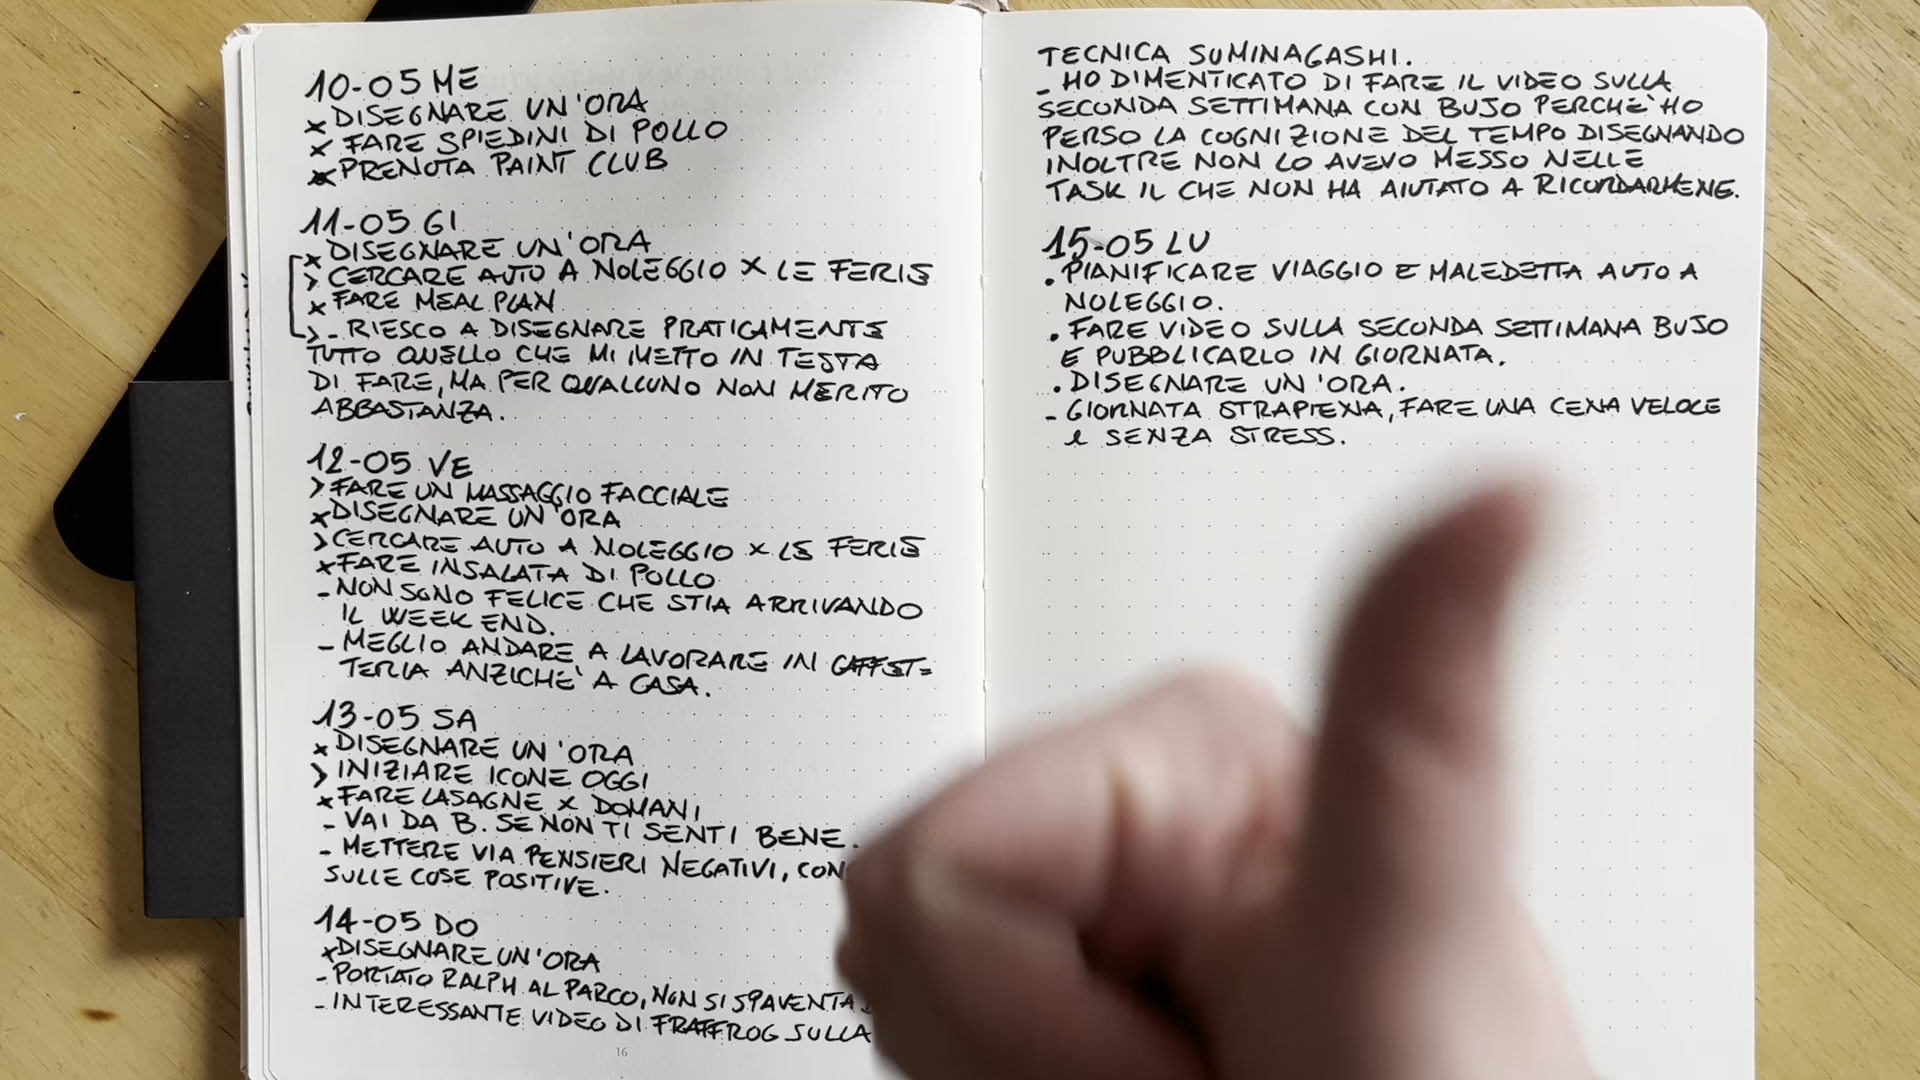 10-05 ME
× DISEGNARE UN'ORA
× FARE SPIEDINI DI POLLO
× PRENOTA PAINT CLUB
11-05 GI
× DISEGNARE UN'ORA
> CERCARE AUTO A NOLEGGIO X LE FERIE
× FARE MEAL PLAN
> - RIESCO A DISEGNARE PRATICAMENTE
TUTTO QUELLO CHE MI METTO IN TESTA
DI FARE, MA PER QUALCUNO NON MERITO
ABBASTANZA.
12-05 VE
> FARE UN MASSAGGIO FACCIALE
× DISEGNARE UN'ORA
> CERCARE AUTO A NOLEGGIO X LE FERIE
× FARE INSALATA DI POLLO
- NON SONO FELICE CHE STIA ARRIVANDO
IL WEEK END.
- MEGLIO ANDARE A LAVORARE IN CAFFET=
TERIA ANZICHE' A CASA.
13-05 SA
× DISEGNARE UN'ORA
> INIZIARE ICONE OGGI
× FARE LASAGNE X DOMANI
- VAI DA B. SE NON TI SENTI BENE.
- METTERE VIA PENSIERI NEGATIVI, CON
SULLE COSE POSITIVE.
14-05 DO
× DISEGNARE UN'ORA
- PORTATO RALPH AL PARCO, NON SI SPAVENTA
- INTERESSANTE VIDEO DI FRAFFROG SULLA
16
TECNICA SUMINAGASHI.
- HO DIMENTICATO DI FARE IL VIDEO SULLA
SECONDA SETTIMANA CON BUJO PERCHE' HO
PERSO LA COGNIZIONE DEL TEMPO DISEGNANDO
INOLTRE NON LO AVEVO MESSO NELLE
TASK IL CHE NON HA AIUTATO A RICORDARMENE.
15-05 LU
• PIANIFICARE VIAGGIO E MALEDETTA AUTO A
NOLEGGIO.
• FARE VIDEO SULLA SECONDA SETTIMANA BUJO
E PUBBLICARLO IN GIORNATA.
• DISEGNARE UN'ORA.
- GIORNATA STRAPIENA, FARE UNA CENA VELOCE
e SENZA STRESS.